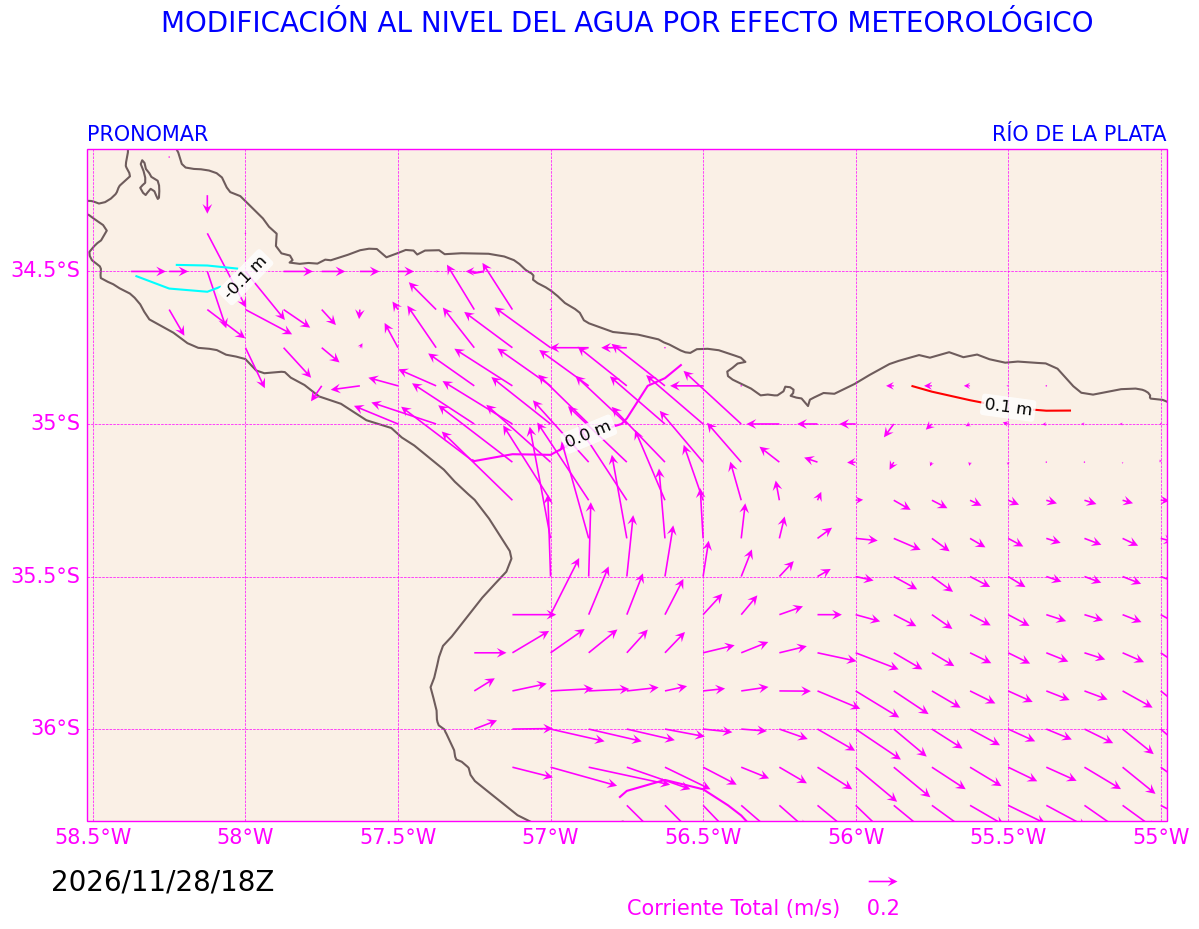 MODIFICACIÓN AL NIVEL DEL AGUA POR EFECTO METEOROLÓGICO
PRONOMAR
RÍO DE LA PLATA
34.5°S
35°S
35.5°S
36°S
-0.1 m
0.0 m
0.1 m
58.5°W
58°W
57.5°W
57°W
56.5°W
56°W
55.5°W
55°W
2026/11/28/18Z
Corriente Total (m/s)
0.2